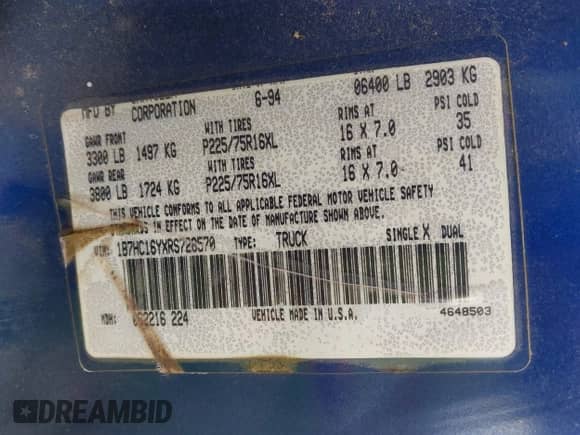 MFD BY
CORPORATION 6-94 06400 LB 2903 KG
GAWR FRONT WITH TIRES RIMS AT PSI COLD
3300 LB 1497 KG P225/75R16XL 16 X 7.0 35
GAWR REAR WITH TIRES RIMS AT PSI COLD
3800 LB 1724 KG P225/75R16XL 16 X 7.0 41
THIS VEHICLE CONFORMS TO ALL APPLICABLE FEDERAL MOTOR VEHICLE SAFETY
IN EFFECT ON THE DATE OF MANUFACTURE SHOWN ABOVE.
VIN: 1B7HC16YXRS726570 TYPE: TRUCK SINGLE X DUAL
MDH: 052216 224 VEHICLE MADE IN U.S.A. 4648503
DREAMBID